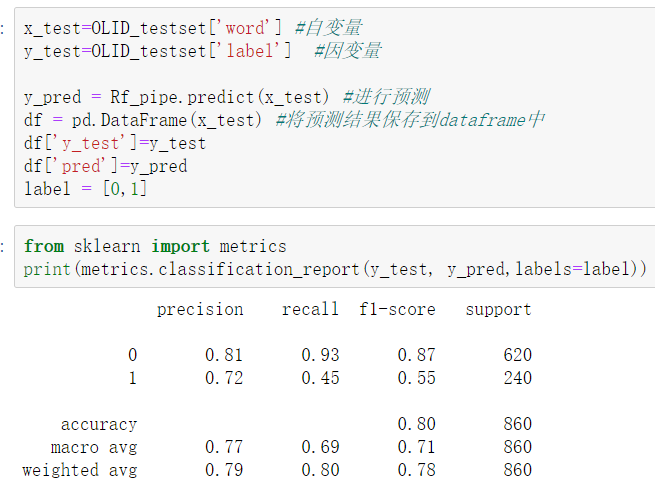 x_test=OLID_testset['word'] #自变量
y_test=OLID_testset['label']  #因变量
y_pred = Rf_pipe.predict(x_test) #进行预测
df = pd.DataFrame(x_test) #将预测结果保存到dataframe中
df['y_test']=y_test
df['pred']=y_pred
label = [0,1]
from sklearn import metrics
print(metrics.classification_report(y_test, y_pred,labels=label))
precision recall f1-score support
0 0.81 0.93 0.87 620
1 0.72 0.45 0.55 240
accuracy 0.80 860
macro avg 0.77 0.69 0.71 860
weighted avg 0.79 0.80 0.78 860